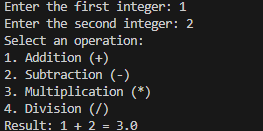 Enter the first integer: 1
Enter the second integer: 2
Select an operation:
1. Addition (+)
2. Subtraction (-)
3. Multiplication (*)
4. Division (/)
Result: 1 + 2 = 3.0